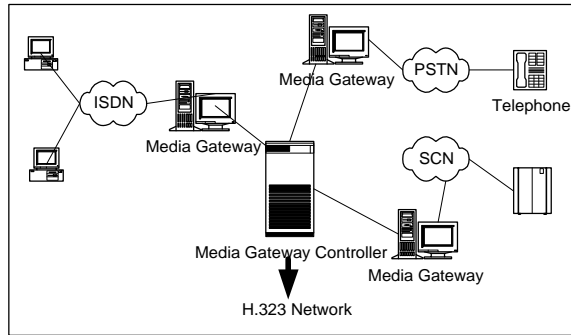 Media Gateway
PSTN
Telephone
ISDN
Media Gateway
SCN
Media Gateway Controller
Media Gateway
H.323 Network